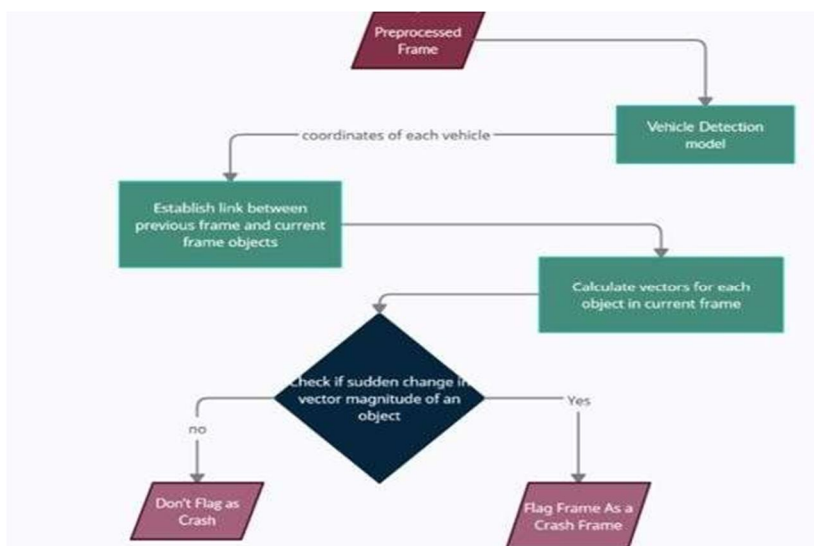 Preprocessed
Frame
Vehicle Detection
model
coordinates of each vehicle
Establish link between
previous frame and current
frame objects
Calculate vectors for each
object in current frame
Check if sudden change in
vector magnitude of an
object
Yes
no
Don't Flag as
Crash
Flag Frame As a
Crash Frame